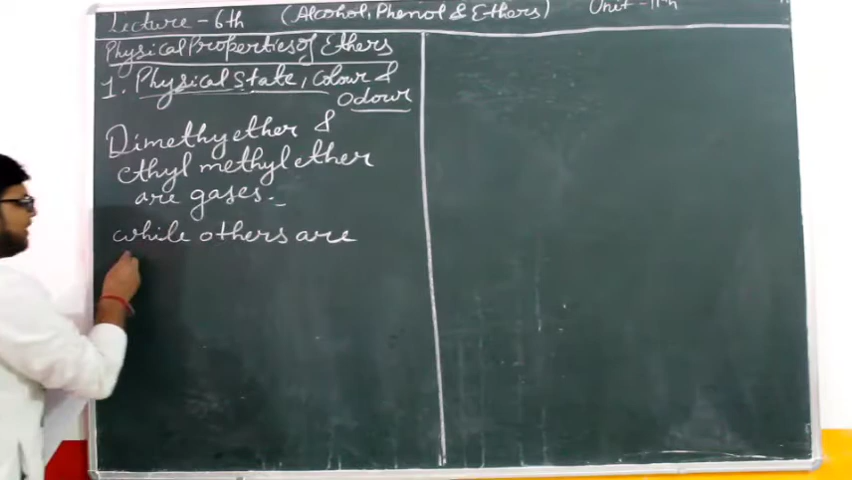 Lecture - 6th (Alcohol, Phenol & Ethers) Unit - 11th
Physical Properties of Ethers
1. Physical State, Colour &
Odour
Dimethyether &
ethyl methyl ether
are gases.
while others are